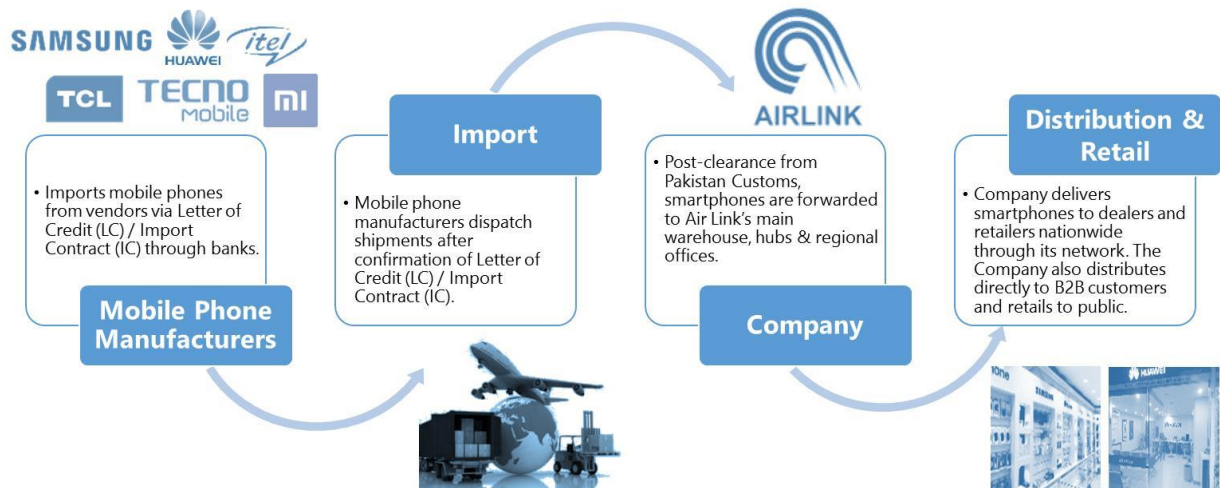 SAMSUNG
HUAWEI
itel
TCL
TECNO
mobile
mi
Mobile Phone
Manufacturers
• Imports mobile phones
from vendors via Letter of
Credit (LC) / Import
Contract (IC) through banks.
Import
• Mobile phone
manufacturers dispatch
shipments after
confirmation of Letter of
Credit (LC) / Import
Contract (IC).
AIRLINK
• Post-clearance from
Pakistan Customs,
smartphones are forwarded
to Air Link's main
warehouse, hubs & regional
offices.
Company
Distribution &
Retail
• Company delivers
smartphones to dealers and
retailers nationwide
through its network. The
Company also distributes
directly to B2B customers
and retails to public.
SAMSUNG
HUAWEI